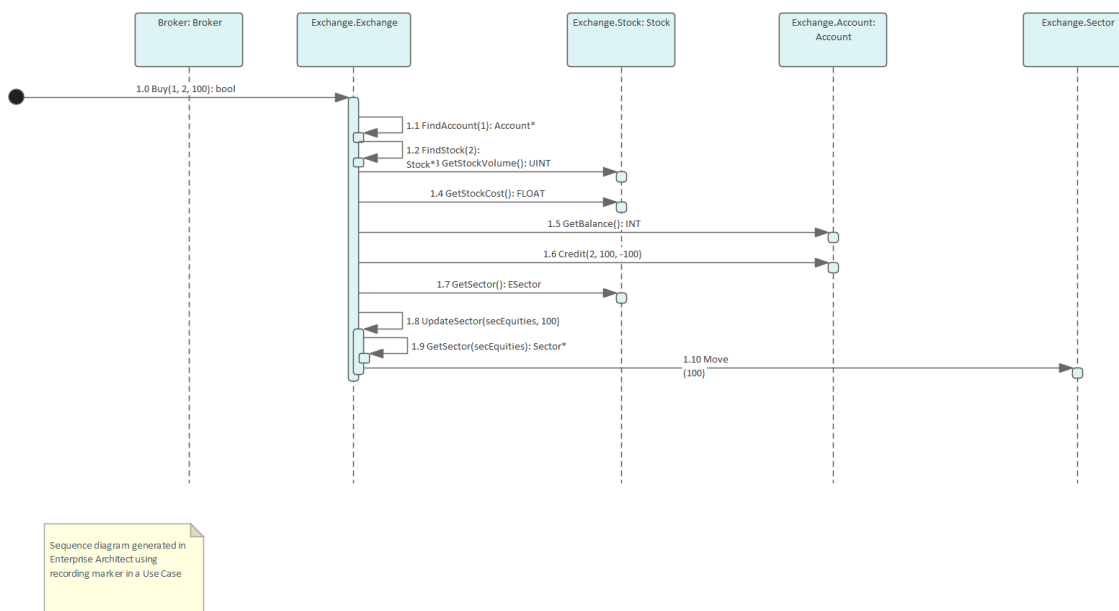 Broker: Broker
Exchange.Exchange
Exchange.Stock: Stock
Exchange.Account:
Account
Exchange.Sector
1.0 Buy(1, 2, 100): bool
1.1 FindAccount(1): Account*
1.2 FindStock(2):
Stock*
3 GetStockVolume(): UINT
1.4 GetStockCost(): FLOAT
1.5 GetBalance(): INT
1.6 Credit(2, 100, -100)
1.7 GetSector(): ESector
1.8 UpdateSector(secEquities, 100)
1.9 GetSector(secEquities): Sector*
1.10 Move
(100)
Sequence diagram generated in
Enterprise Architect using
recording marker in a Use Case